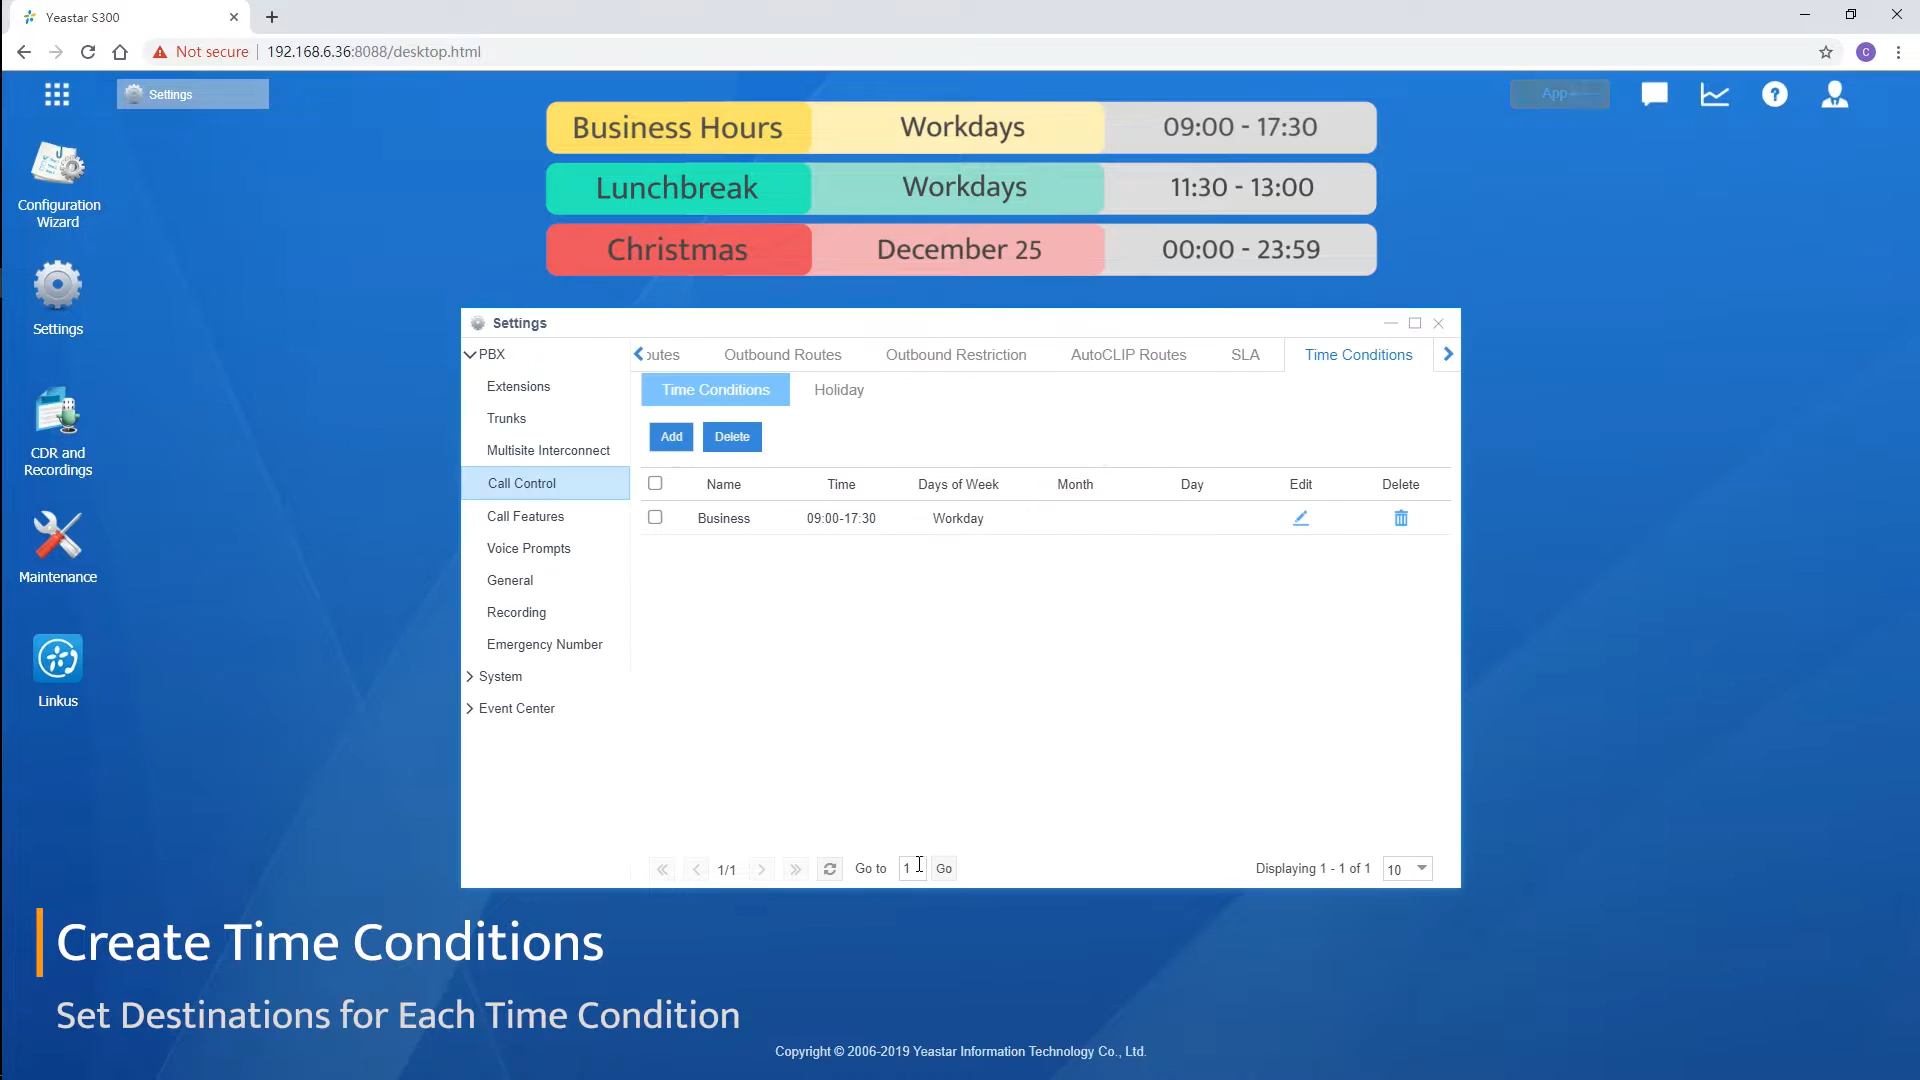 Yeastar S300
Not secure 192.168.6.36:8088/desktop.html
C
Settings
App
Business Hours Workdays 09:00 - 17:30
Lunchbreak Workdays 11:30 - 13:00
Christmas December 25 00:00 - 23:59
Configuration
Wizard
Settings
CDR and
Recordings
Maintenance
Linkus
Settings
PBX
Extensions
Trunks
Multisite Interconnect
Call Control
Call Features
Voice Prompts
General
Recording
Emergency Number
System
Event Center
outes Outbound Routes Outbound Restriction AutoCLIP Routes SLA Time Conditions
Time Conditions Holiday
Add Delete
Name Time Days of Week Month Day Edit Delete
Business 09:00-17:30 Workday
1/1 Go to 1 Go Displaying 1 - 1 of 1 10
Create Time Conditions
Set Destinations for Each Time Condition
Copyright © 2006-2019 Yeastar Information Technology Co., Ltd.